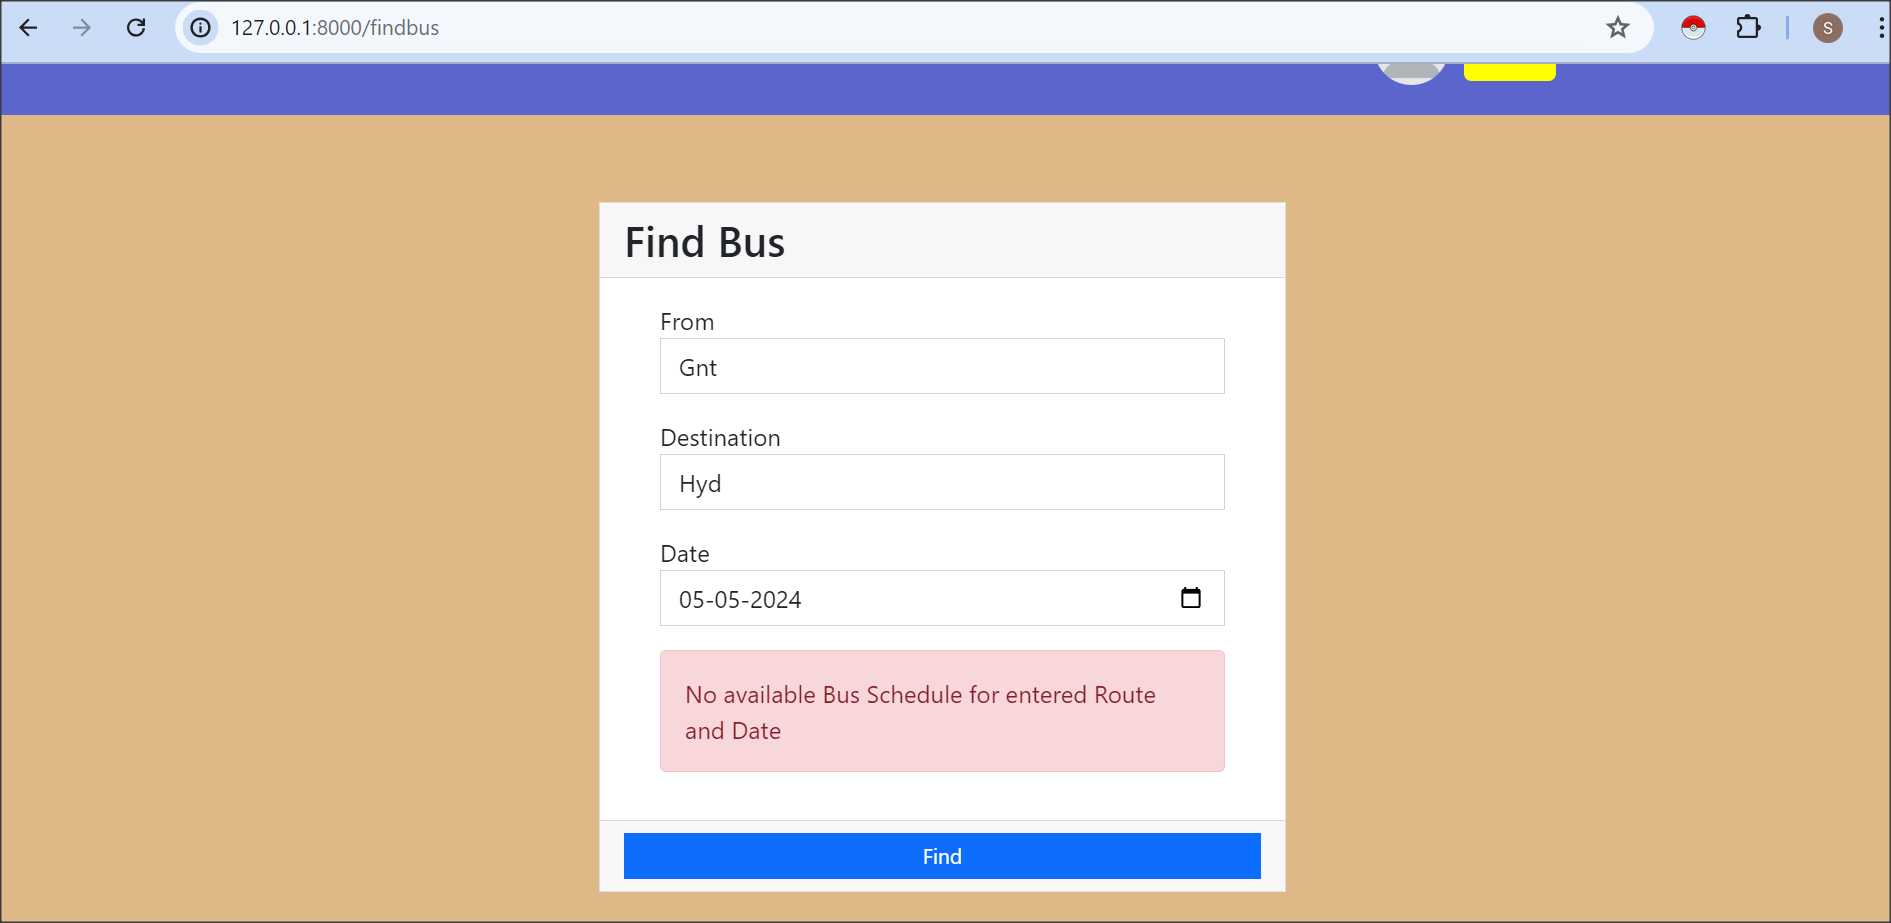 127.0.0.1:8000/findbus
S
Find Bus
From
Gnt
Destination
Hyd
Date
05-05-2024
No available Bus Schedule for entered Route
and Date
Find